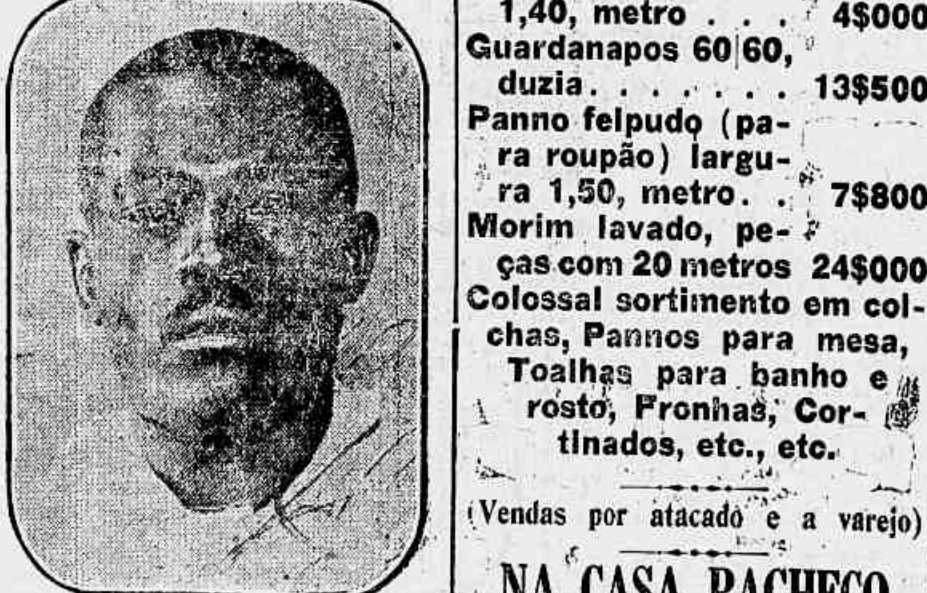 1,40, metro . . . 4$000
Guardanapos 60|60,
duzia. . . . . . . 13$500
Panno felpudo (pa-
ra roupão) largu-
ra 1,50, metro. . 7$800
Morim lavado, pe-
ças com 20 metros 24$000
Colossal sortimento em col-
chas, Pannos para mesa,
Toalhas para banho e
rosto, Fronhas, Cor-
tinados, etc., etc.
(Vendas por atacado e a varejo)
NA CASA PACHECO